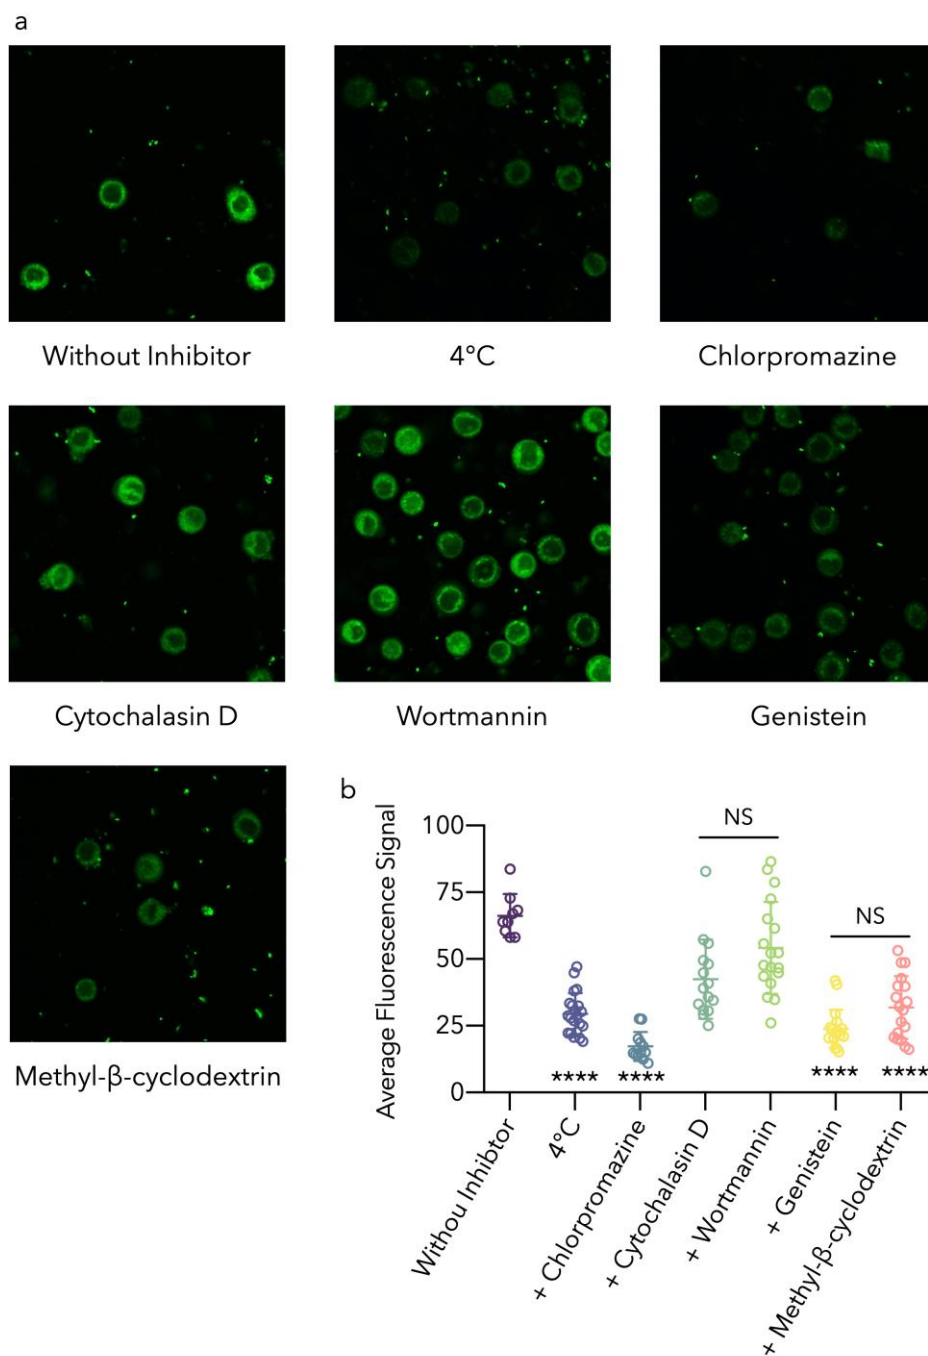 a
Without Inhibitor
4°C
Chlorpromazine
Cytochalasin D
Wortmannin
Genistein
Methyl-β-cyclodextrin
b
Average Fluorescence Signal
100
75
50
25
0
NS
NS
****
****
****
****
Withou Inhibtor
4°C
+ Chlorpromazine
+ Cytochalasin D
+ Wortmannin
+ Genistein
+ Methyl-β-cyclodextrin